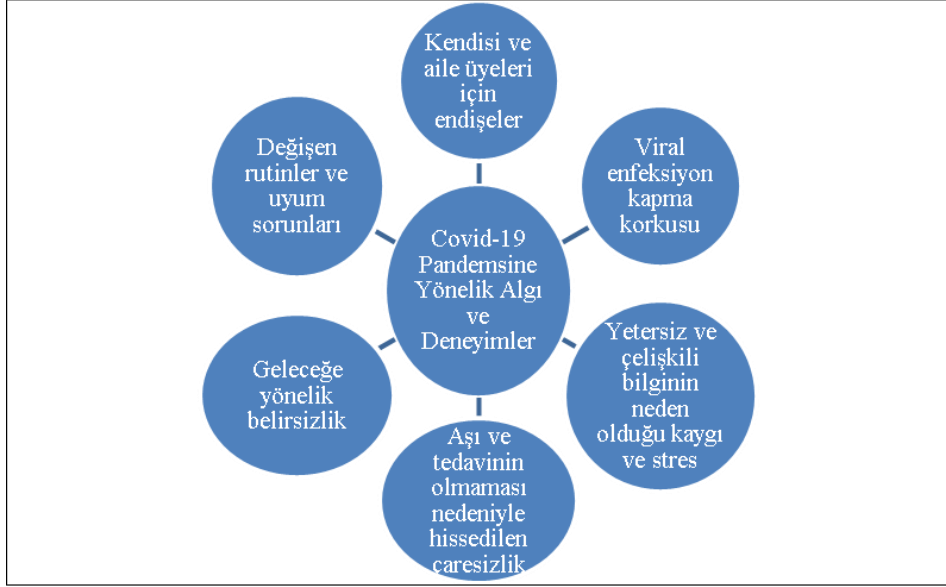 Kendisi ve
aile üyeleri
için
endişeler
Viral
enfeksiyon
kapma
korkusu
Yetersiz ve
çelişkili
bilginin
neden
olduğu kaygı
ve stres
Aşı ve
tedavinin
olmaması
nedeniyle
hissedilen
çaresizlik
Geleceğe
yönelik
belirsizlik
Değişen
rutinler ve
uyum
sorunları
Covid-19
Pandemsine
Yönelik Algı
ve
Deneyimler